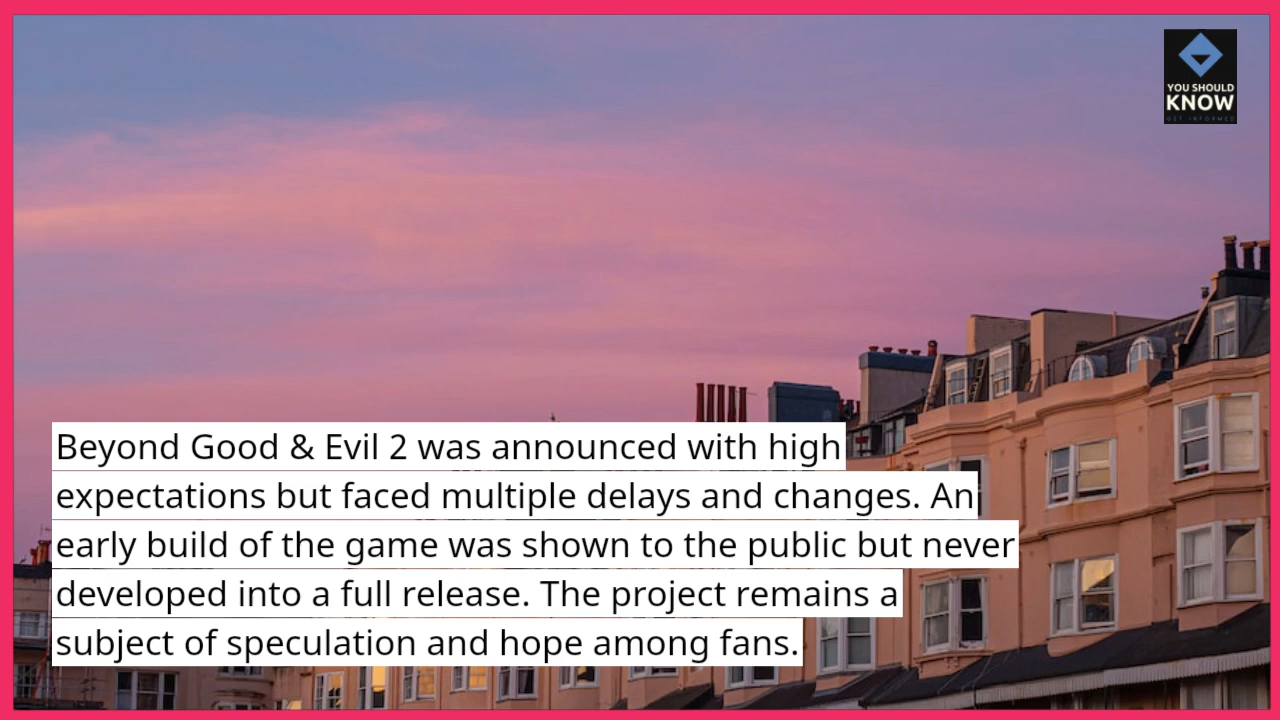 YOU SHOULD
KNOW
GET INFORMED
Beyond Good & Evil 2 was announced with high
expectations but faced multiple delays and changes. An
early build of the game was shown to the public but never
developed into a full release. The project remains a
subject of speculation and hope among fans.